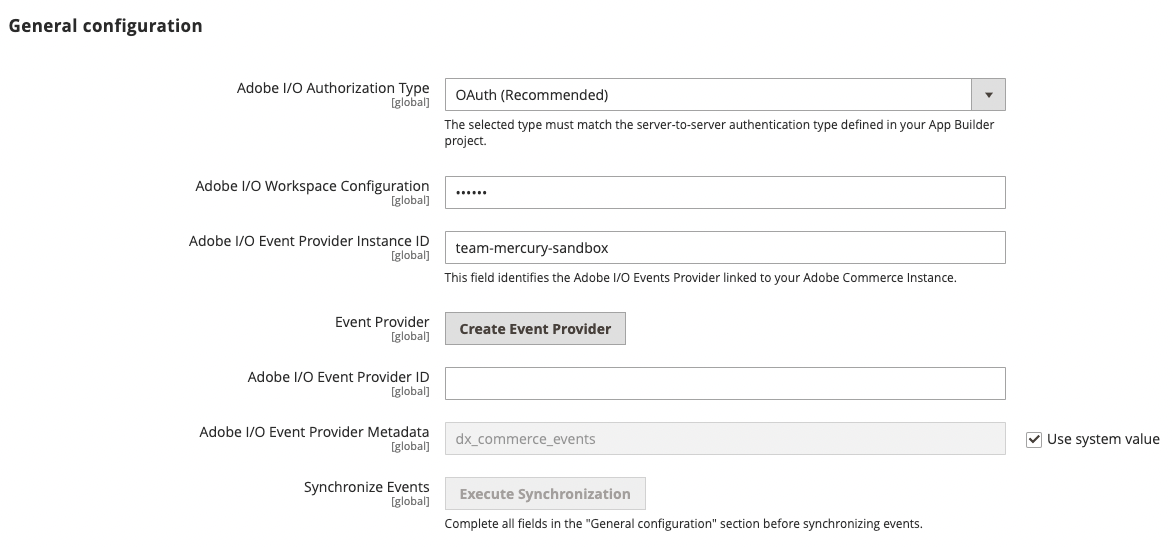 General configuration
Adobe I/O Authorization Type
[global]
OAuth (Recommended)
The selected type must match the server-to-server authentication type defined in your App Builder
project.
Adobe I/O Workspace Configuration
[global]
••••••
Adobe I/O Event Provider Instance ID
[global]
team-mercury-sandbox
This field identifies the Adobe I/O Events Provider linked to your Adobe Commerce Instance.
Event Provider
[global]
Create Event Provider
Adobe I/O Event Provider ID
[global]
Adobe I/O Event Provider Metadata
[global]
dx_commerce_events
Use system value
Synchronize Events
[global]
Execute Synchronization
Complete all fields in the "General configuration" section before synchronizing events.